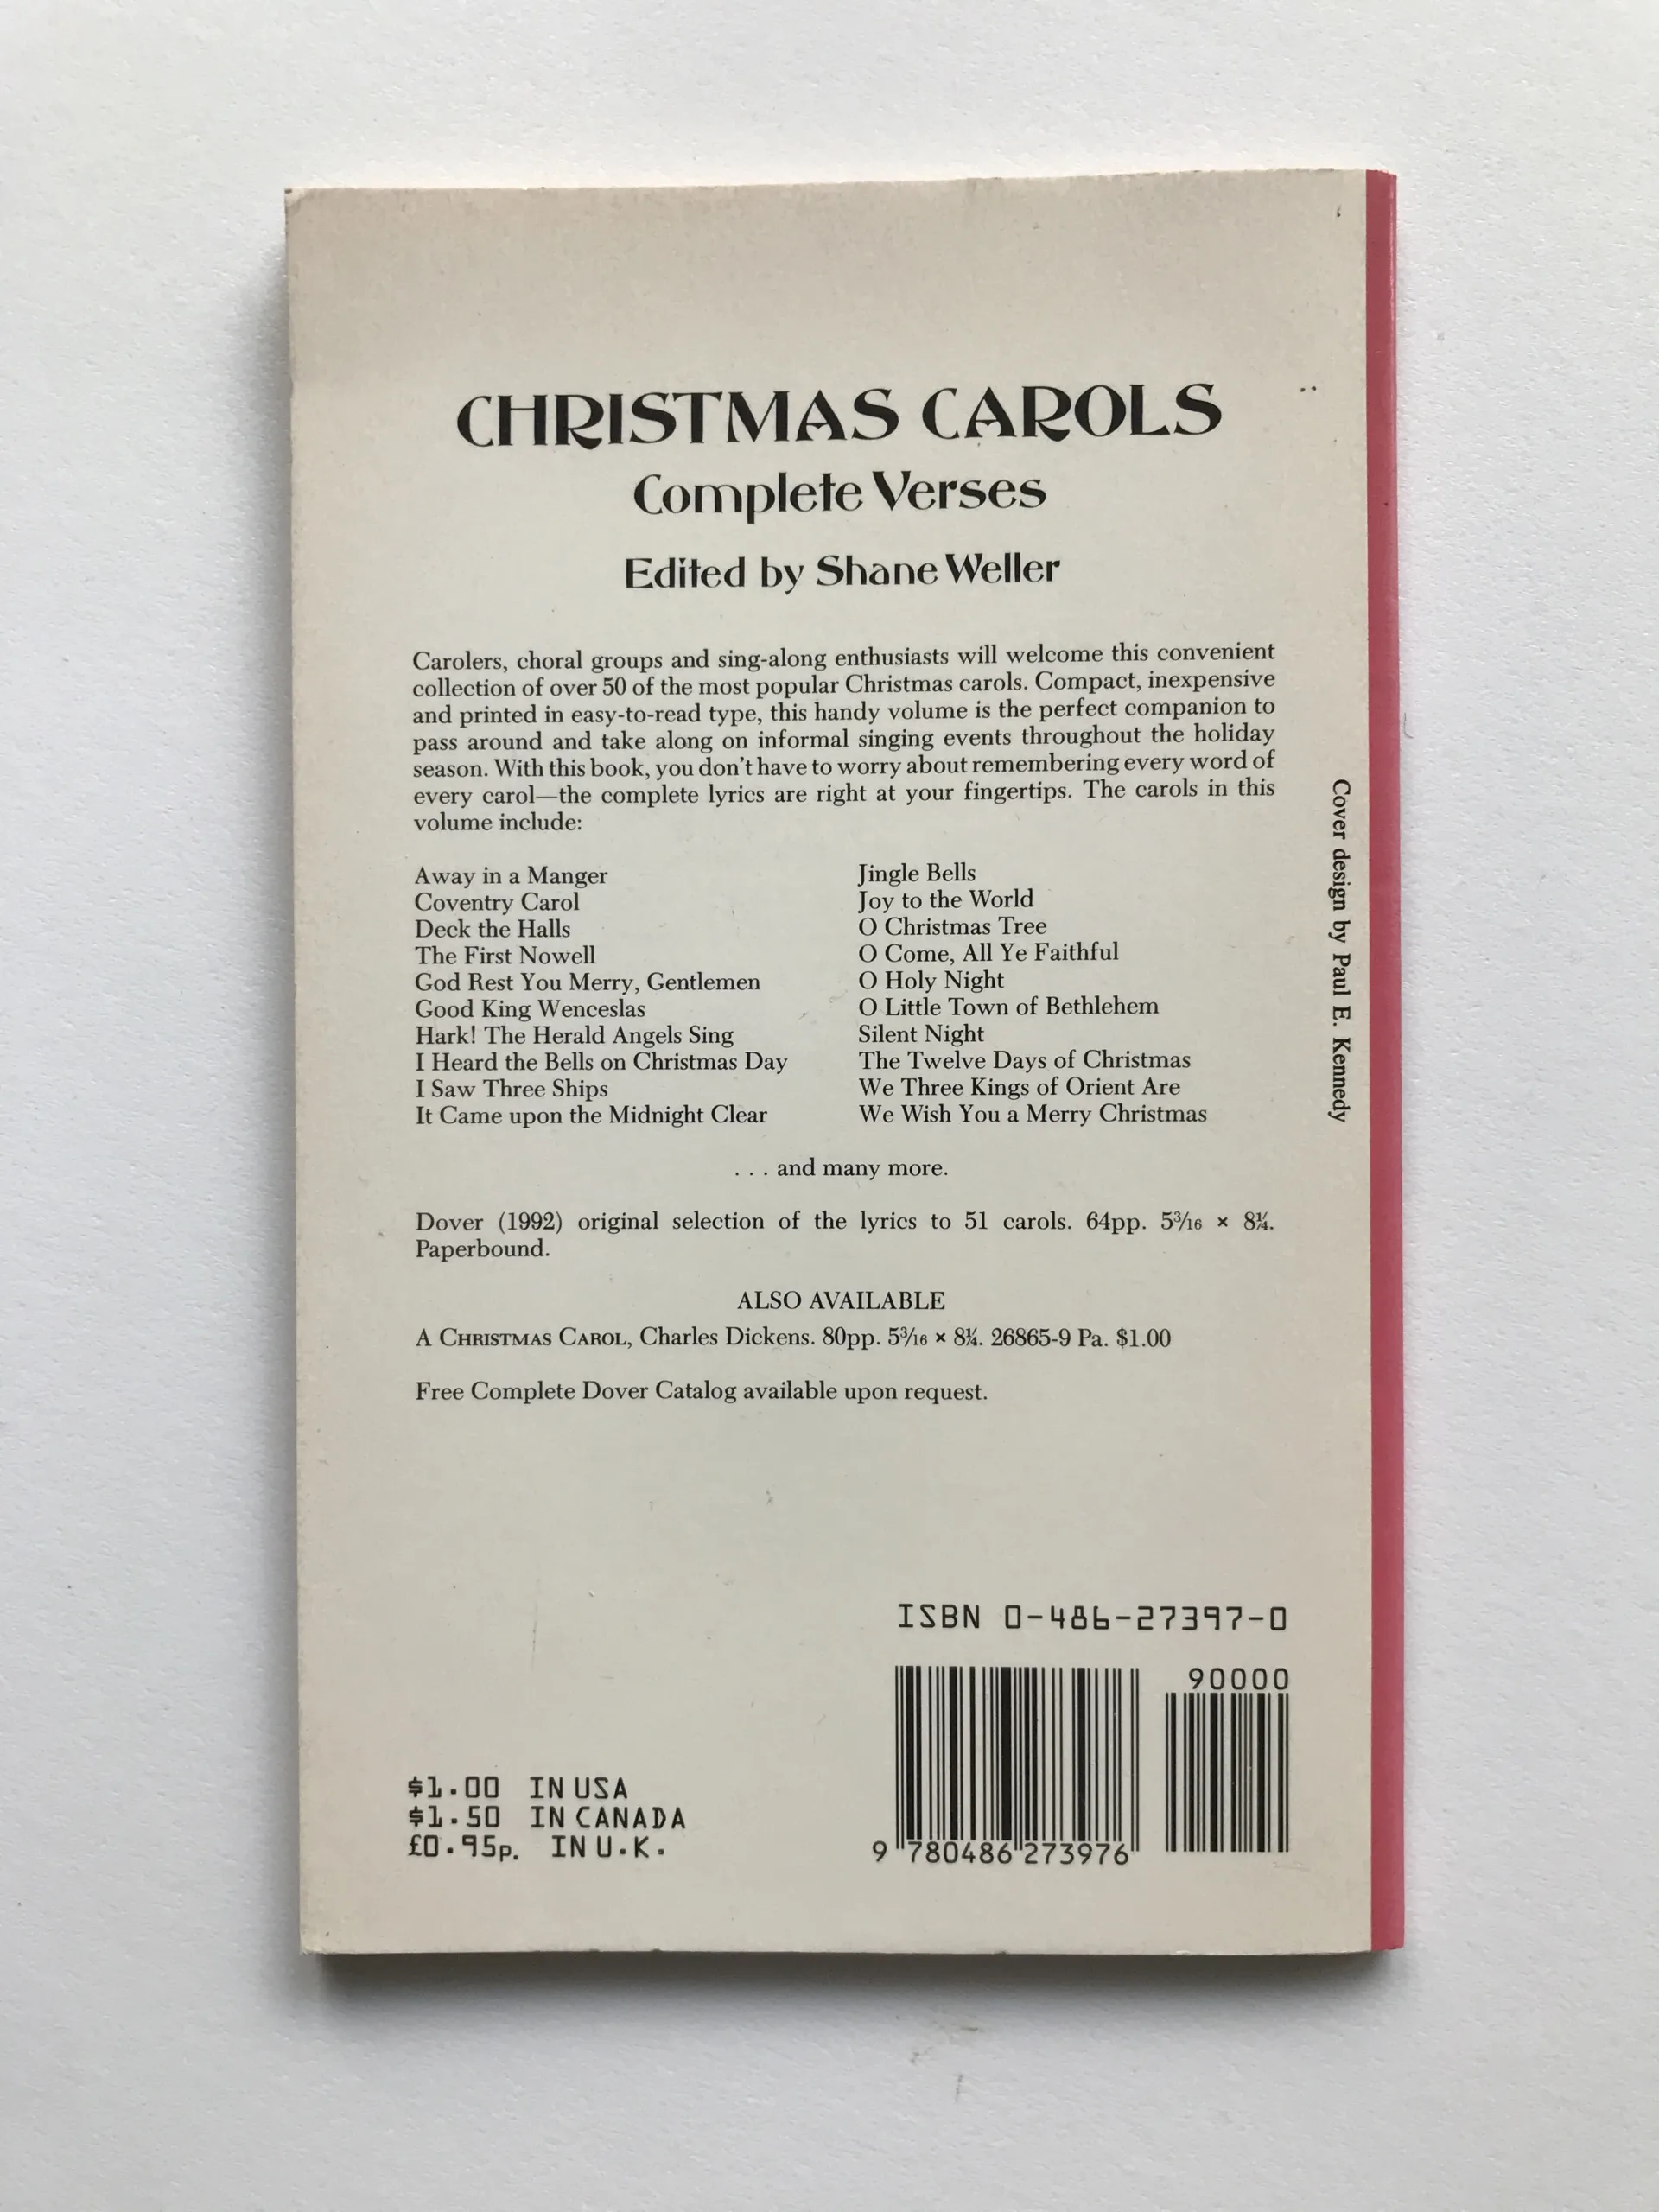 CHRISTMAS CAROLS
Complete Verses
Edited by Shane Weller
Carolers, choral groups and sing-along enthusiasts will welcome this convenient
collection of over 50 of the most popular Christmas carols. Compact, inexpensive
and printed in easy-to-read type, this handy volume is the perfect companion to
pass around and take along on informal singing events throughout the holiday
season. With this book, you don't have to worry about remembering every word of
every carol—the complete lyrics are right at your fingertips. The carols in this
volume include:
Away in a Manger
Coventry Carol
Deck the Halls
The First Nowell
God Rest You Merry, Gentlemen
Good King Wenceslas
Hark! The Herald Angels Sing
I Heard the Bells on Christmas Day
I Saw Three Ships
It Came upon the Midnight Clear
Jingle Bells
Joy to the World
O Christmas Tree
O Come, All Ye Faithful
O Holy Night
O Little Town of Bethlehem
Silent Night
The Twelve Days of Christmas
We Three Kings of Orient Are
We Wish You a Merry Christmas
. . . and many more.
Dover (1992) original selection of the lyrics to 51 carols. 64pp. 5³⁄₁₆ × 8¼.
Paperbound.
ALSO AVAILABLE
A CHRISTMAS CAROL, Charles Dickens. 80pp. 5³⁄₁₆ × 8¼. 26865-9 Pa. $1.00
Free Complete Dover Catalog available upon request.
Cover design by Paul E. Kennedy
ISBN 0-486-27397-0
90000
9 780486 273976
$1.00 IN USA
$1.50 IN CANADA
£0.95p. IN U.K.